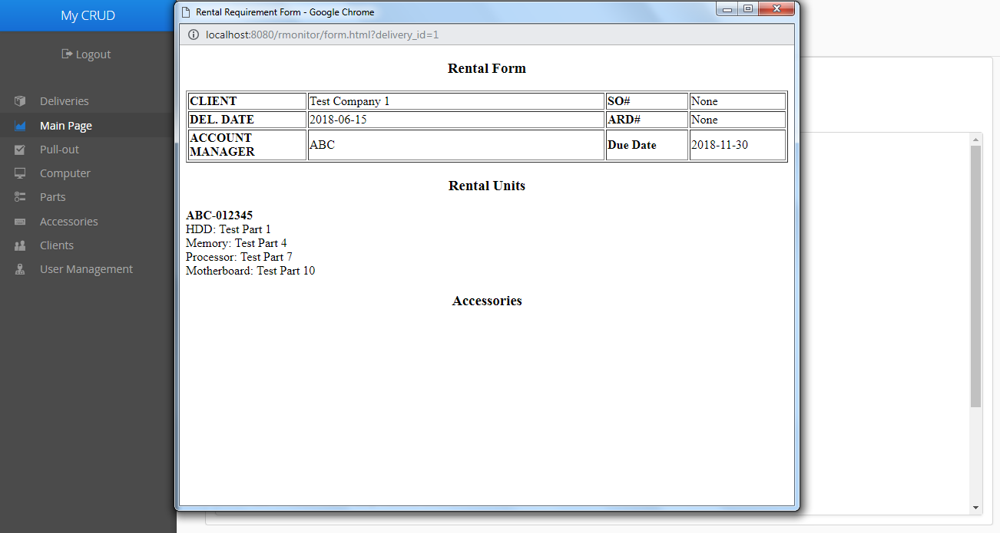 My CRUD
Logout
Deliveries
Main Page
Pull-out
Computer
Parts
Accessories
Clients
User Management
Rental Requirement Form - Google Chrome
localhost:8080/rmonitor/form.html?delivery_id=1
Rental Form
CLIENT Test Company 1 SO# None
DEL. DATE 2018-06-15 ARD# None
ACCOUNT
MANAGER ABC Due Date 2018-11-30
Rental Units
ABC-012345
HDD: Test Part 1
Memory: Test Part 4
Processor: Test Part 7
Motherboard: Test Part 10
Accessories